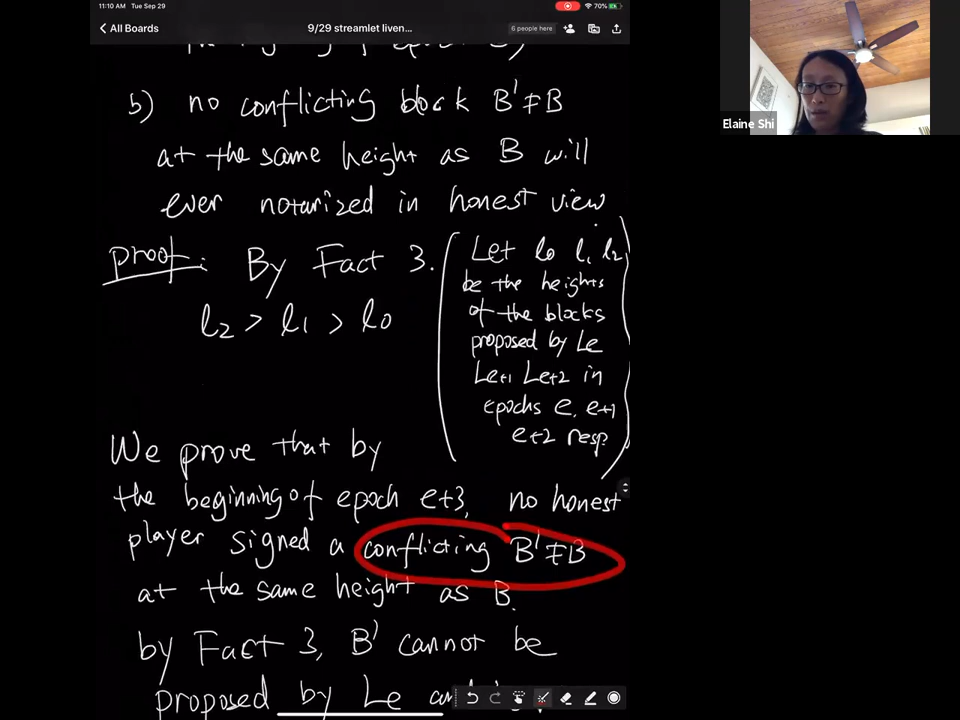 11:10 AM Tue Sep 29
70%
All Boards
9/29 streamlet liven...
6 people here
Elaine Shi
b) no conflicting block B' ≠ B
at the same height as B will
ever notarized in honest view
Proof: By Fact 3.
l2 > l1 > l0
(Let l0 l1 l2
be the heights
of the blocks
proposed by Le
Le+1 Le+2 in
epochs e, e+1
e+2 resp.)
We prove that by
the beginning of epoch e+3, no honest
player signed a conflicting B' ≠ B
at the same height as B.
by Fact 3, B' cannot be
proposed by Le